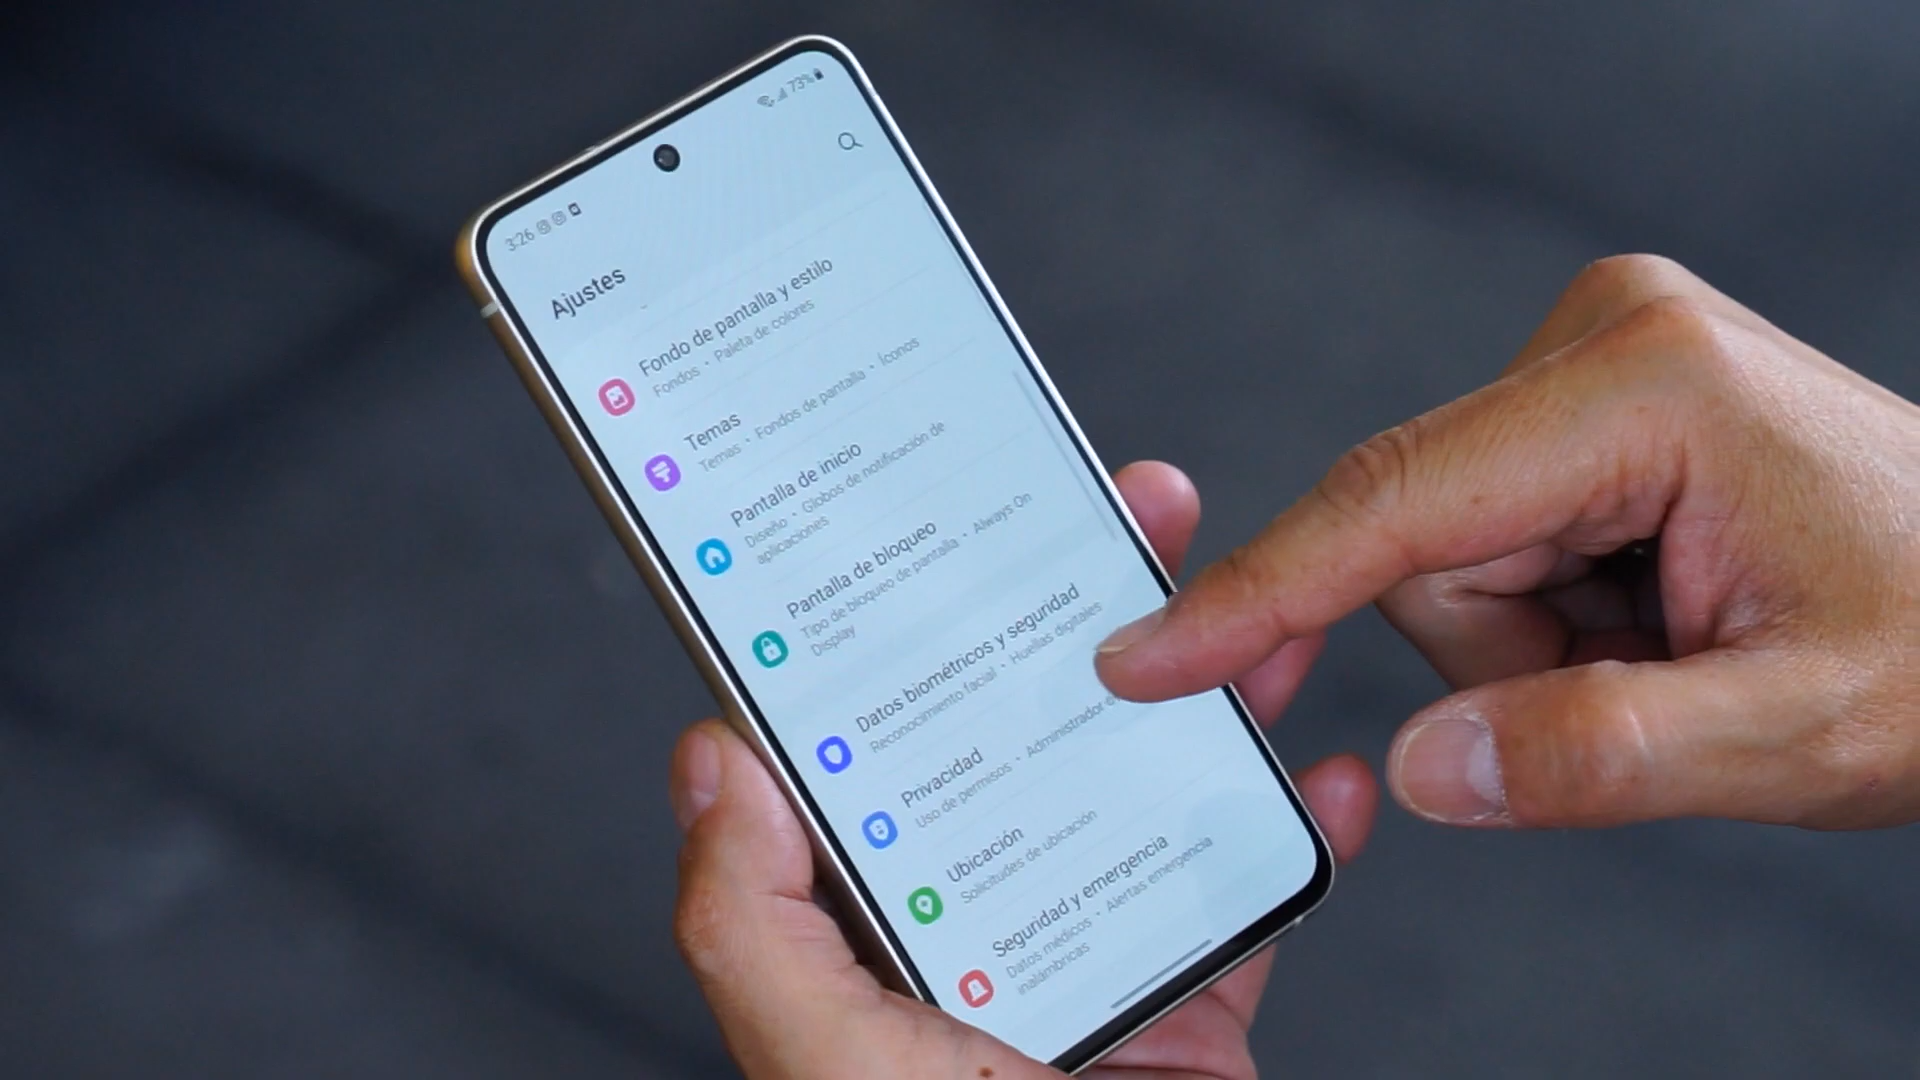 3:26
73%
Ajustes
Fondo de pantalla y estilo
Fondos • Paleta de colores
Temas
Temas • Fondos de pantalla • Íconos
Pantalla de inicio
Diseño • Globos de notificación de
aplicaciones
Pantalla de bloqueo
Tipo de bloqueo de pantalla • Always On
Display
Datos biométricos y seguridad
Reconocimiento facial • Huellas digitales
Privacidad
Uso de permisos • Administrador
Ubicación
Solicitudes de ubicación
Seguridad y emergencia
Datos médicos • Alertas emergencia
inalámbricas